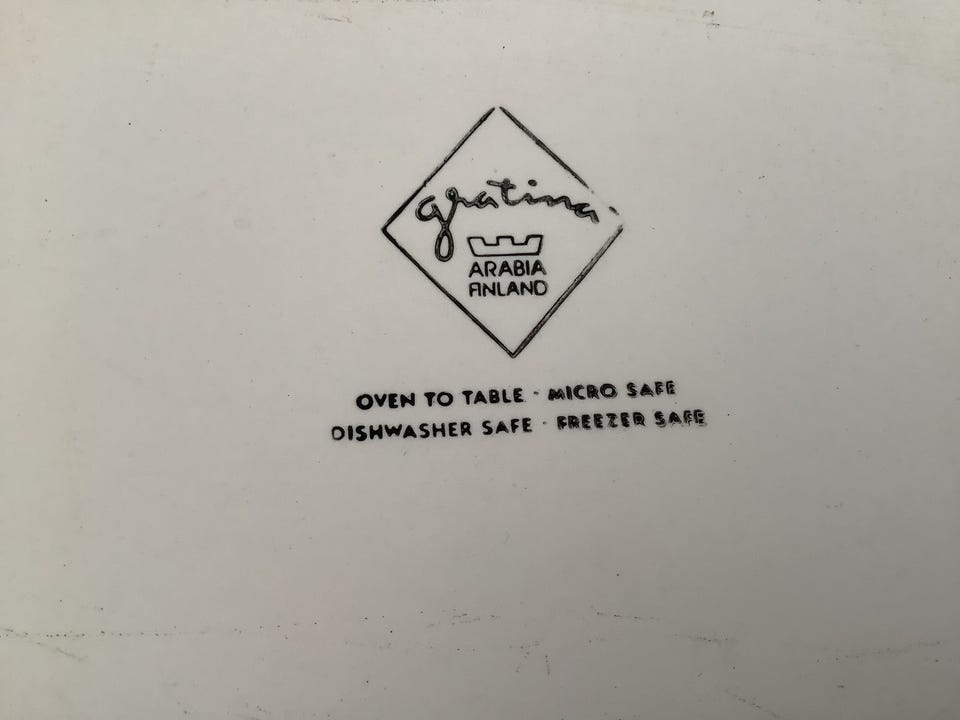 gratina
ARABIA
FINLAND
OVEN TO TABLE · MICRO SAFE
DISHWASHER SAFE · FREEZER SAFE